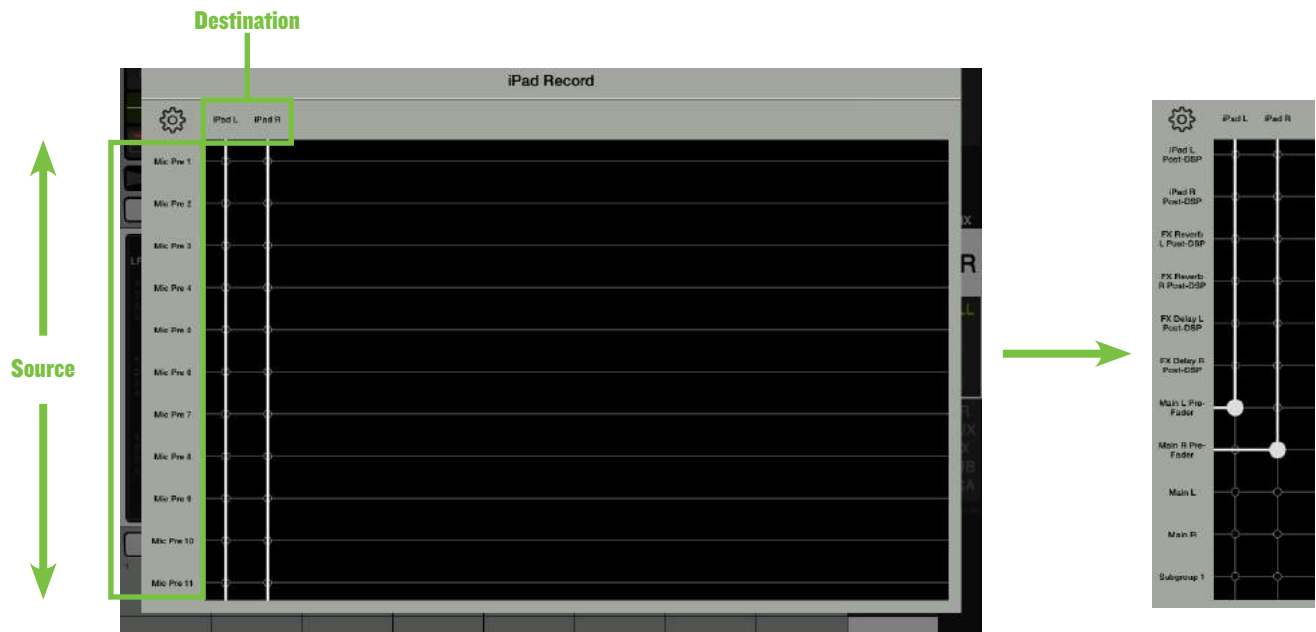 Destination
iPad Record
iPad L iPad R
Mic Pre 1
Mic Pre 2
Mic Pre 3
Mic Pre 4
Mic Pre 5
Mic Pre 6
Mic Pre 7
Mic Pre 8
Mic Pre 9
Mic Pre 10
Mic Pre 11
Source
R
iPad L iPad R
iPad L
Post-DSP
iPad R
Post-DSP
FX Reverb
L Post-DSP
FX Reverb
R Post-DSP
FX Delay L
Post-DSP
FX Delay R
Post-DSP
Main L Pre-
Fader
Main R Pre-
Fader
Main L
Main R
Subgroup 1